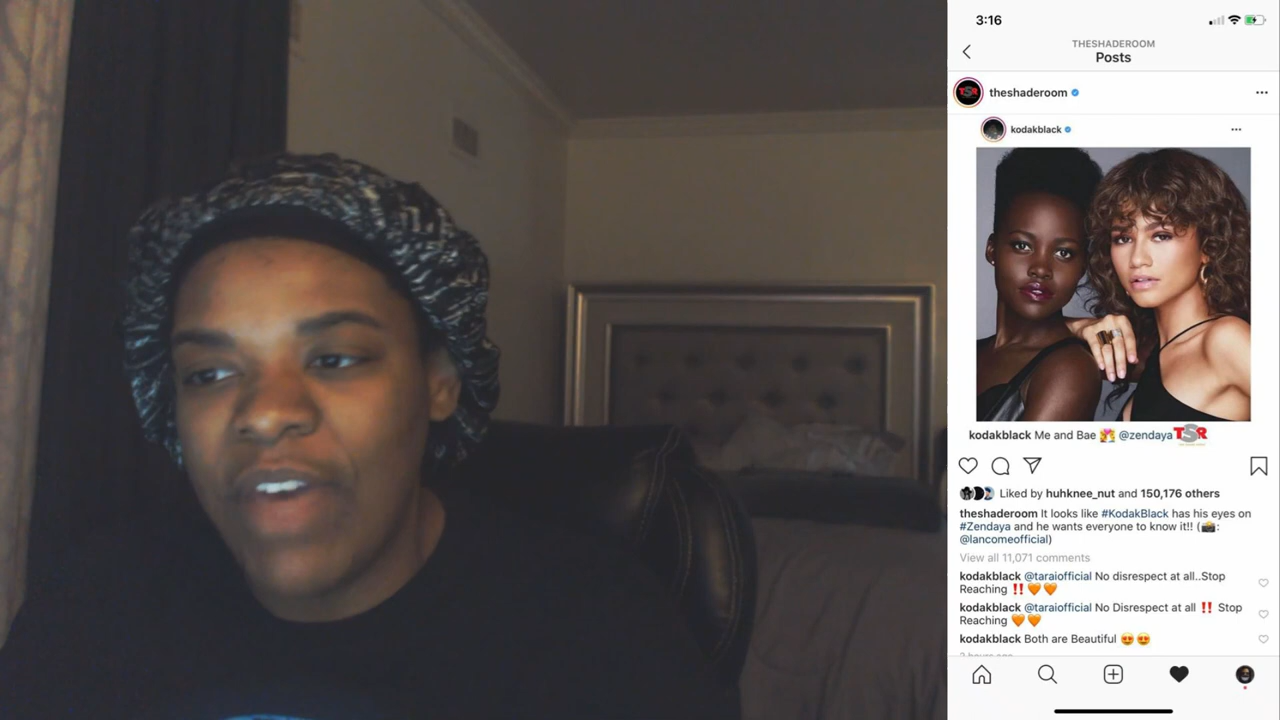 3:16
THESHADEROOM
Posts
TSR
theshaderoom
kodakblack
kodakblack Me and Bae 💏 @zendaya TSR
Liked by huhknee_nut and 150,176 others
theshaderoom It looks like #KodakBlack has his eyes on
#Zendaya and he wants everyone to know it!! (📸:
@lancomeofficial)
View all 11,071 comments
kodakblack @taraiofficial No disrespect at all..Stop
Reaching ‼️🧡🧡
kodakblack @taraiofficial No Disrespect at all ‼️ Stop
Reaching 🧡🧡
kodakblack Both are Beautiful 😍😍